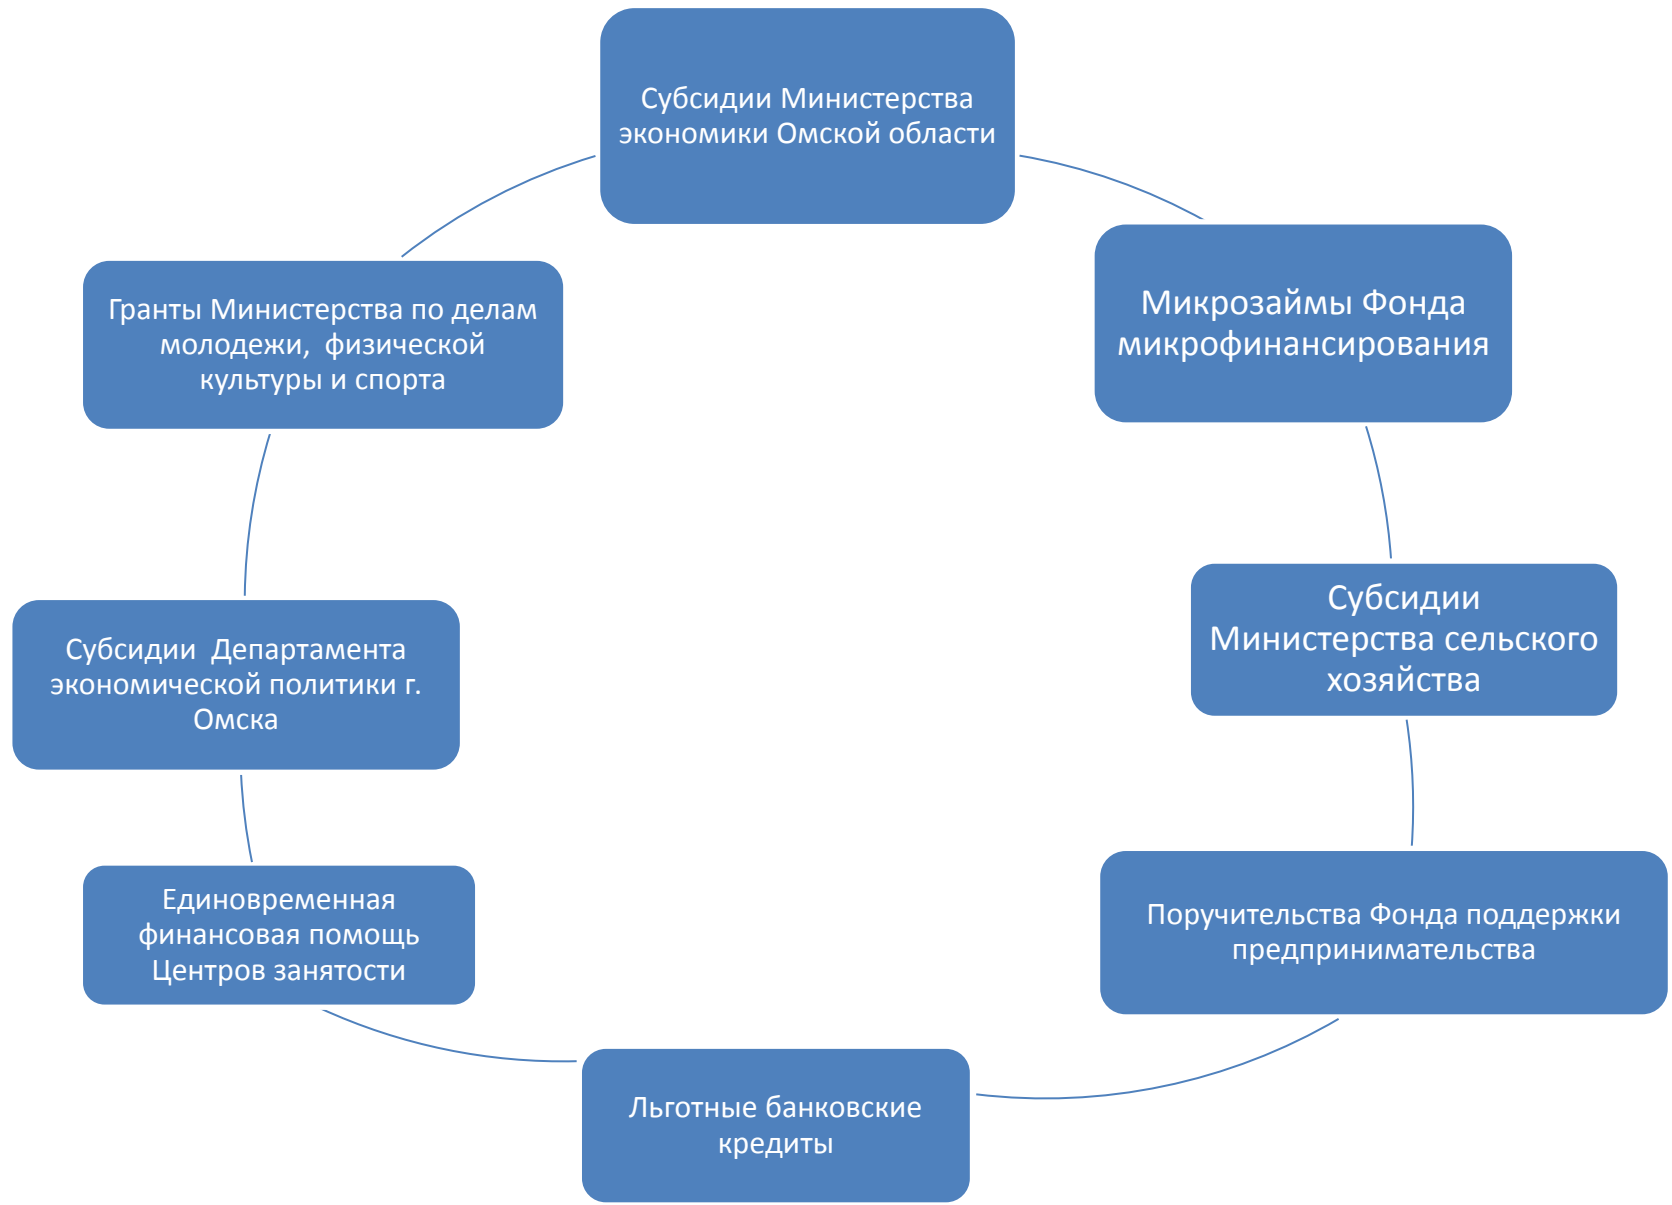 Субсидии Министерства
экономики Омской области
Микрозаймы Фонда
микрофинансирования
Субсидии
Министерства сельского
хозяйства
Поручительства Фонда поддержки
предпринимательства
Льготные банковские
кредиты
Единовременная
финансовая помощь
Центров занятости
Субсидии  Департамента
экономической политики г.
Омска
Гранты Министерства по делам
молодежи,  физической
культуры и спорта